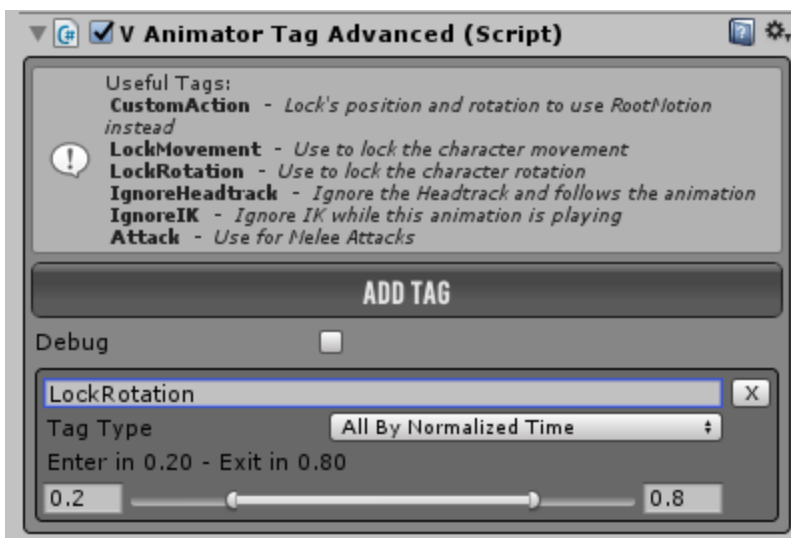 V Animator Tag Advanced (Script)
Useful Tags:
CustomAction - Lock's position and rotation to use RootMotion
instead
LockMovement - Use to lock the character movement
LockRotation - Use to lock the character rotation
IgnoreHeadtrack - Ignore the Headtrack and follows the animation
IgnoreIK - Ignore IK while this animation is playing
Attack - Use for Melee Attacks
ADD TAG
Debug
LockRotation X
Tag Type All By Normalized Time
Enter in 0.20 - Exit in 0.80
0.2 0.8